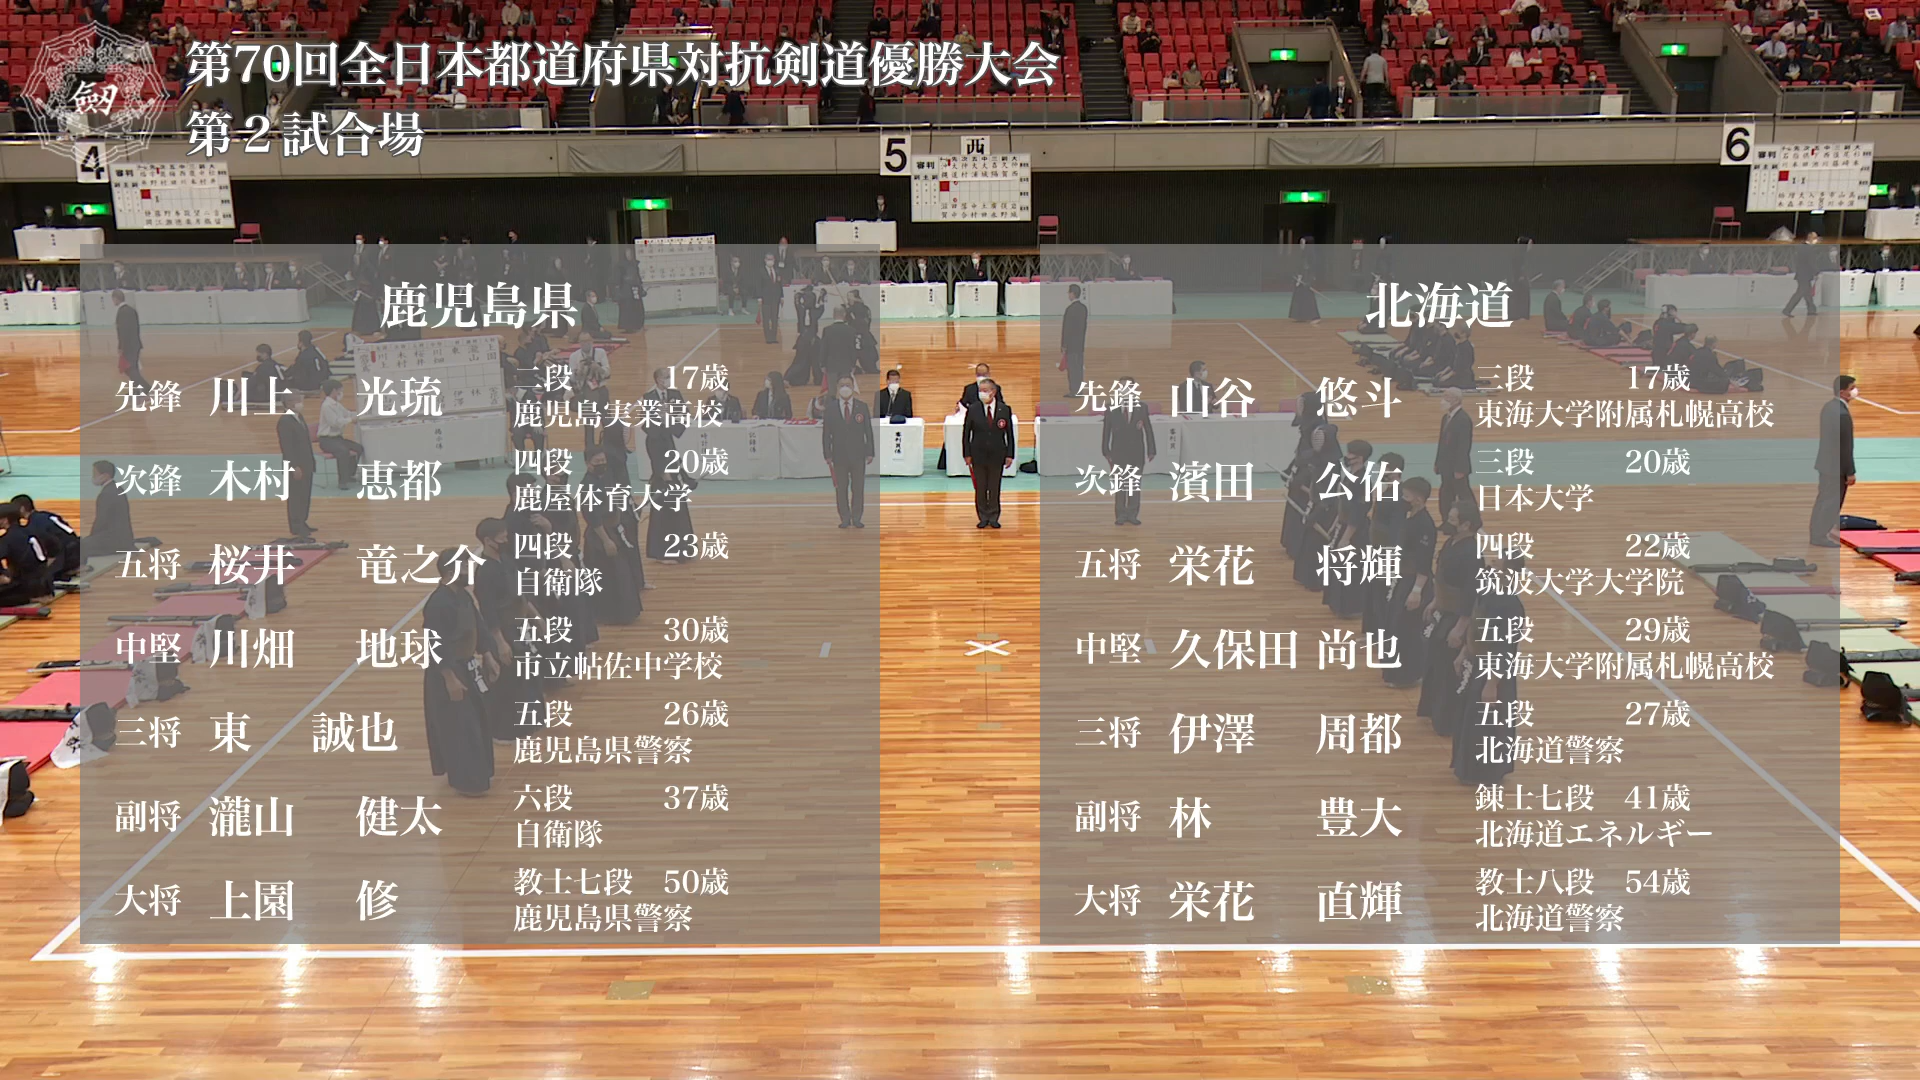 第70回全日本都道府県対抗剣道優勝大会
第２試合場
劔
4
5
西
6
審判
審判
審判
鹿児島県
先鋒 川上 光琉 二段 17歳
鹿児島実業高校
次鋒 木村 恵都 四段 20歳
鹿屋体育大学
五将 桜井 竜之介 四段 23歳
自衛隊
中堅 川畑 地球 五段 30歳
市立帖佐中学校
三将 東 誠也 五段 26歳
鹿児島県警察
副将 瀧山 健太 六段 37歳
自衛隊
大将 上園 修 教士七段 50歳
鹿児島県警察
北海道
先鋒 山谷 悠斗 三段 17歳
東海大学附属札幌高校
次鋒 濱田 公佑 三段 20歳
日本大学
五将 栄花 将輝 四段 22歳
筑波大学大学院
中堅 久保田 尚也 五段 29歳
東海大学附属札幌高校
三将 伊澤 周都 五段 27歳
北海道警察
副将 林 豊大 錬士七段 41歳
北海道エネルギー
大将 栄花 直輝 教士八段 54歳
北海道警察